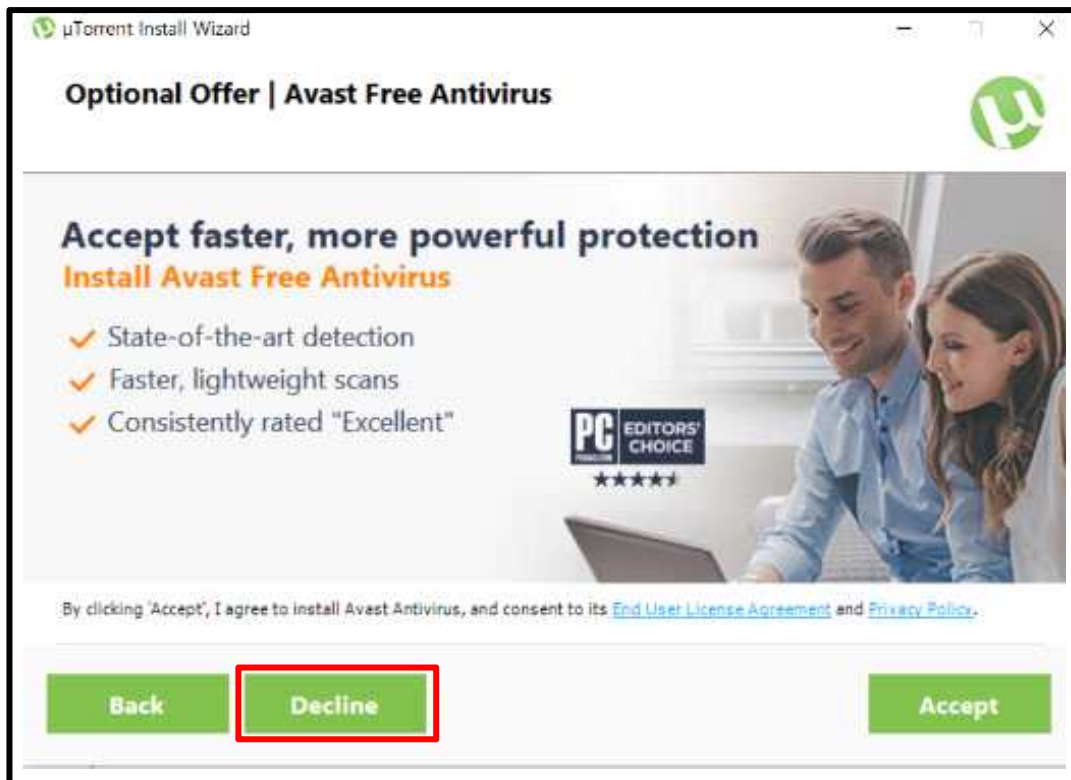 µTorrent Install Wizard
Optional Offer | Avast Free Antivirus
Accept faster, more powerful protection
Install Avast Free Antivirus
State-of-the-art detection
Faster, lightweight scans
Consistently rated "Excellent"
PC
EDITORS'
CHOICE
By clicking 'Accept', I agree to install Avast Antivirus, and consent to its End User License Agreement and Privacy Policy.
Back
Decline
Accept